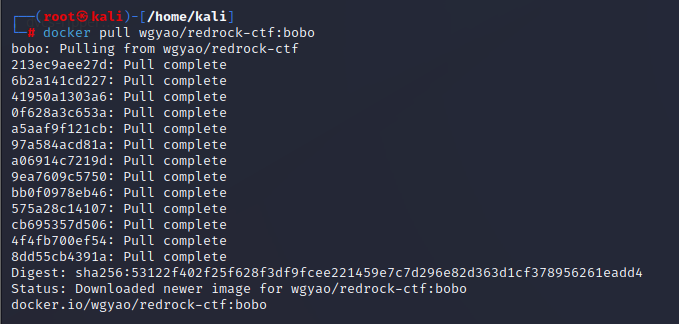 ┌──(root㉿kali)-[/home/kali]
└─# docker pull wgyao/redrock-ctf:bobo
bobo: Pulling from wgyao/redrock-ctf
213ec9aee27d: Pull complete
6b2a141cd227: Pull complete
41950a1303a6: Pull complete
0f628a3c653a: Pull complete
a5aaf9f121cb: Pull complete
97a584acd81a: Pull complete
a06914c7219d: Pull complete
9ea7609c5750: Pull complete
bb0f0978eb46: Pull complete
575a28c14107: Pull complete
cb695357d506: Pull complete
4f4fb700ef54: Pull complete
8dd55cb4391a: Pull complete
Digest: sha256:53122f402f25f628f3df9fcee221459e7c7d296e82d363d1cf378956261eadd4
Status: Downloaded newer image for wgyao/redrock-ctf:bobo
docker.io/wgyao/redrock-ctf:bobo